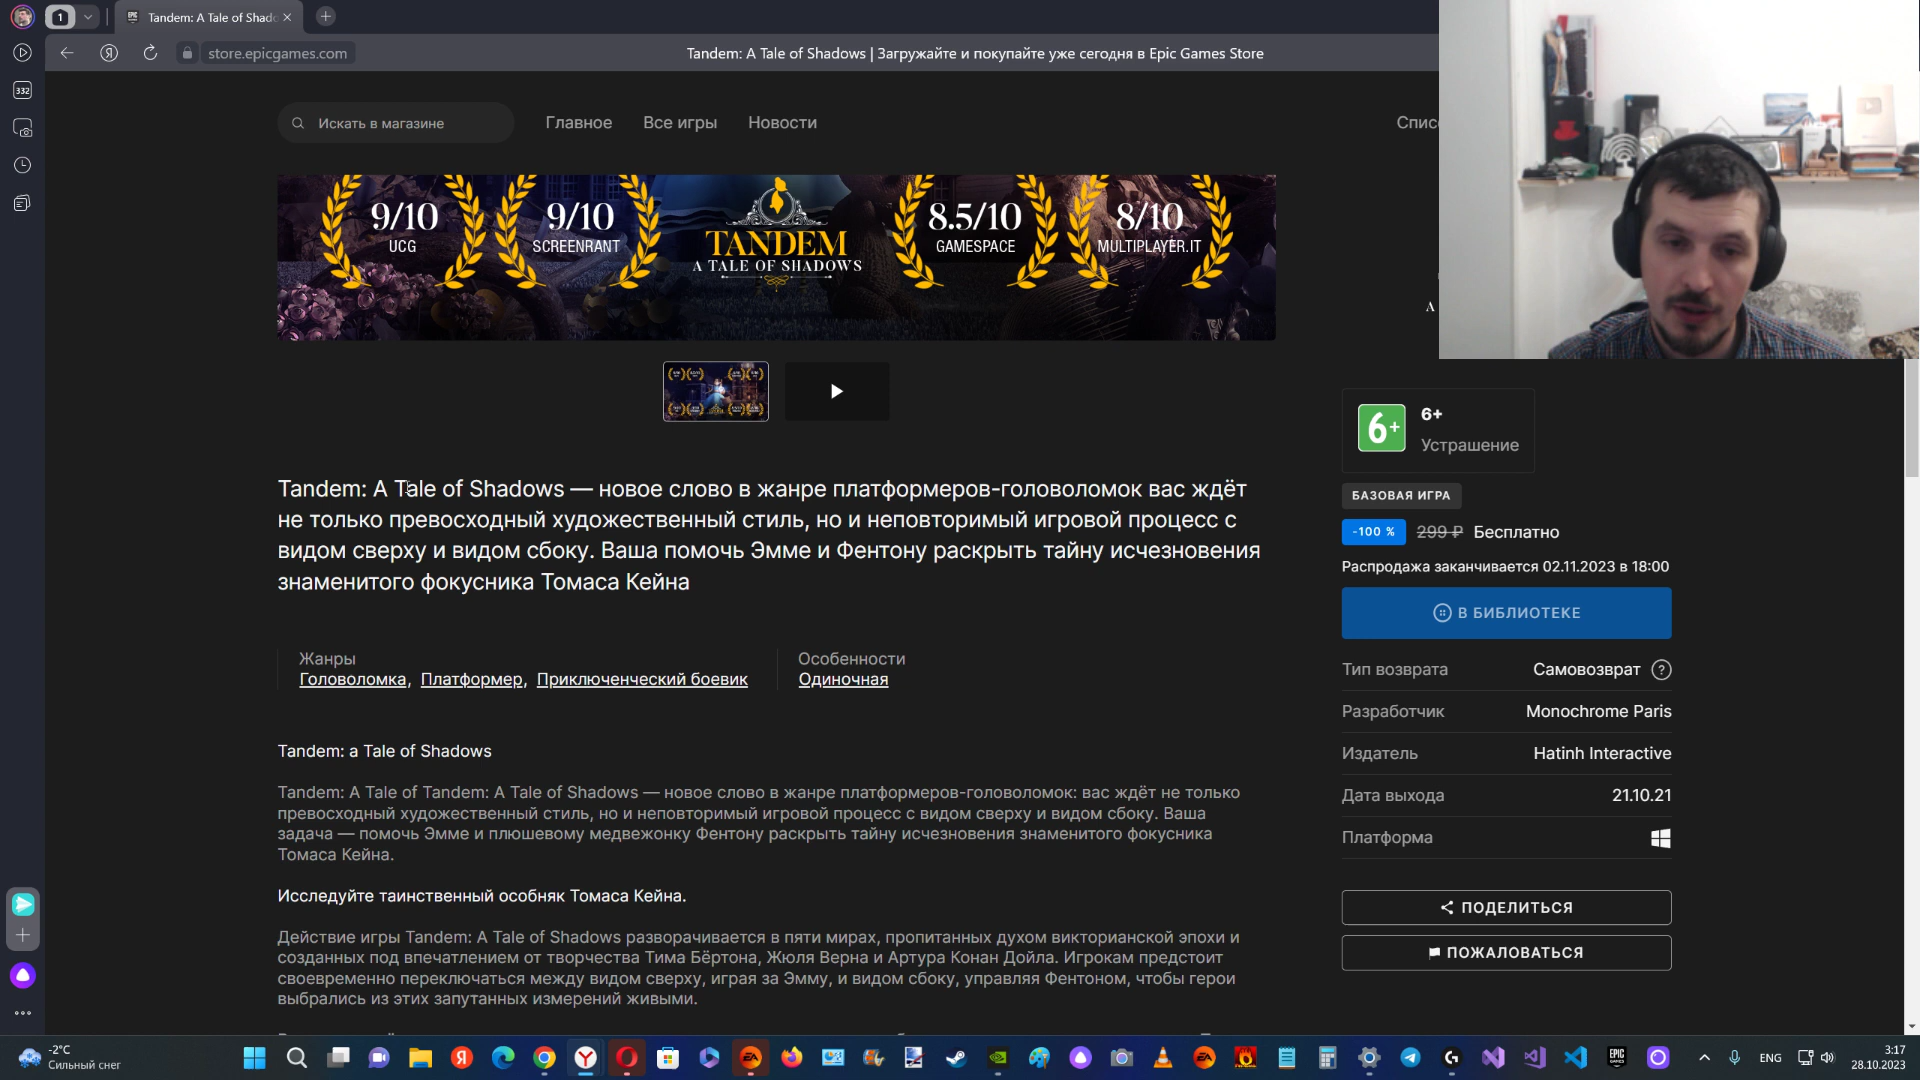 1
Tandem: A Tale of Shado
store.epicgames.com
Tandem: A Tale of Shadows | Загружайте и покупайте уже сегодня в Epic Games Store
332
Искать в магазине
Главное
Все игры
Новости
Списо
9/10
UCG
9/10
SCREENRANT
TANDEM
A TALE OF SHADOWS
8.5/10
GAMESPACE
8/10
MULTIPLAYER.IT
A
6+
6+
Устрашение
Tandem: A Tale of Shadows — новое слово в жанре платформеров-головоломок вас ждёт
не только превосходный художественный стиль, но и неповторимый игровой процесс с
видом сверху и видом сбоку. Ваша помочь Эмме и Фентону раскрыть тайну исчезновения
знаменитого фокусника Томаса Кейна
БАЗОВАЯ ИГРА
-100 %
299 ₽
Бесплатно
Распродажа заканчивается 02.11.2023 в 18:00
В БИБЛИОТЕКЕ
Жанры
Головоломка, Платформер, Приключенческий боевик
Особенности
Одиночная
Тип возврата
Самовозврат
Разработчик
Monochrome Paris
Издатель
Hatinh Interactive
Дата выхода
21.10.21
Платформа
ПОДЕЛИТЬСЯ
ПОЖАЛОВАТЬСЯ
Tandem: a Tale of Shadows
Tandem: A Tale of Tandem: A Tale of Shadows — новое слово в жанре платформеров-головоломок: вас ждёт не только
превосходный художественный стиль, но и неповторимый игровой процесс с видом сверху и видом сбоку. Ваша
задача — помочь Эмме и плюшевому медвежонку Фентону раскрыть тайну исчезновения знаменитого фокусника
Томаса Кейна.
Исследуйте таинственный особняк Томаса Кейна.
Действие игры Tandem: A Tale of Shadows разворачивается в пяти мирах, пропитанных духом викторианской эпохи и
созданных под впечатлением от творчества Тима Бёртона, Жюля Верна и Артура Конан Дойла. Игрокам предстоит
своевременно переключаться между видом сверху, играя за Эмму, и видом сбоку, управляя Фентоном, чтобы герои
выбрались из этих запутанных измерений живыми.
-2°C
Сильный снег
ENG
3:17
28.10.2023